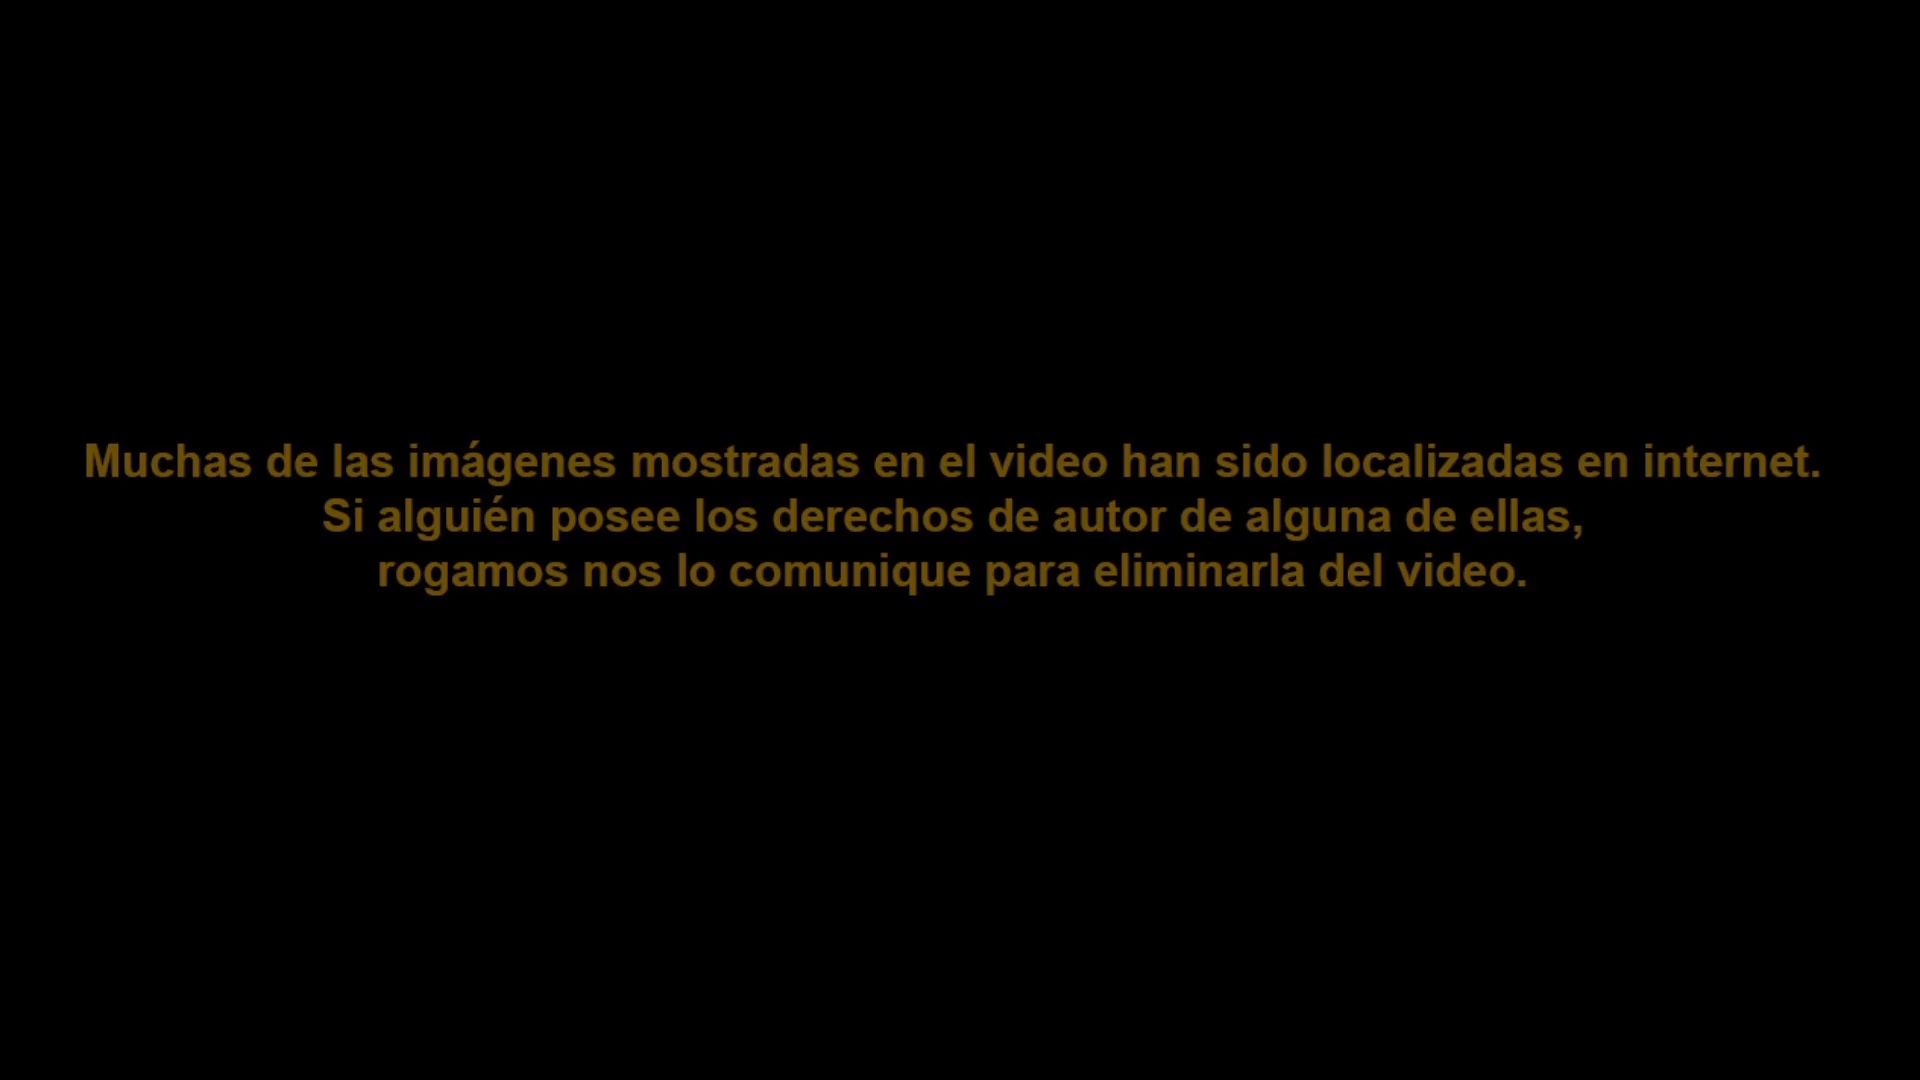 Muchas de las imágenes mostradas en el video han sido localizadas en internet.
Si alguién posee los derechos de autor de alguna de ellas,
rogamos nos lo comunique para eliminarla del video.